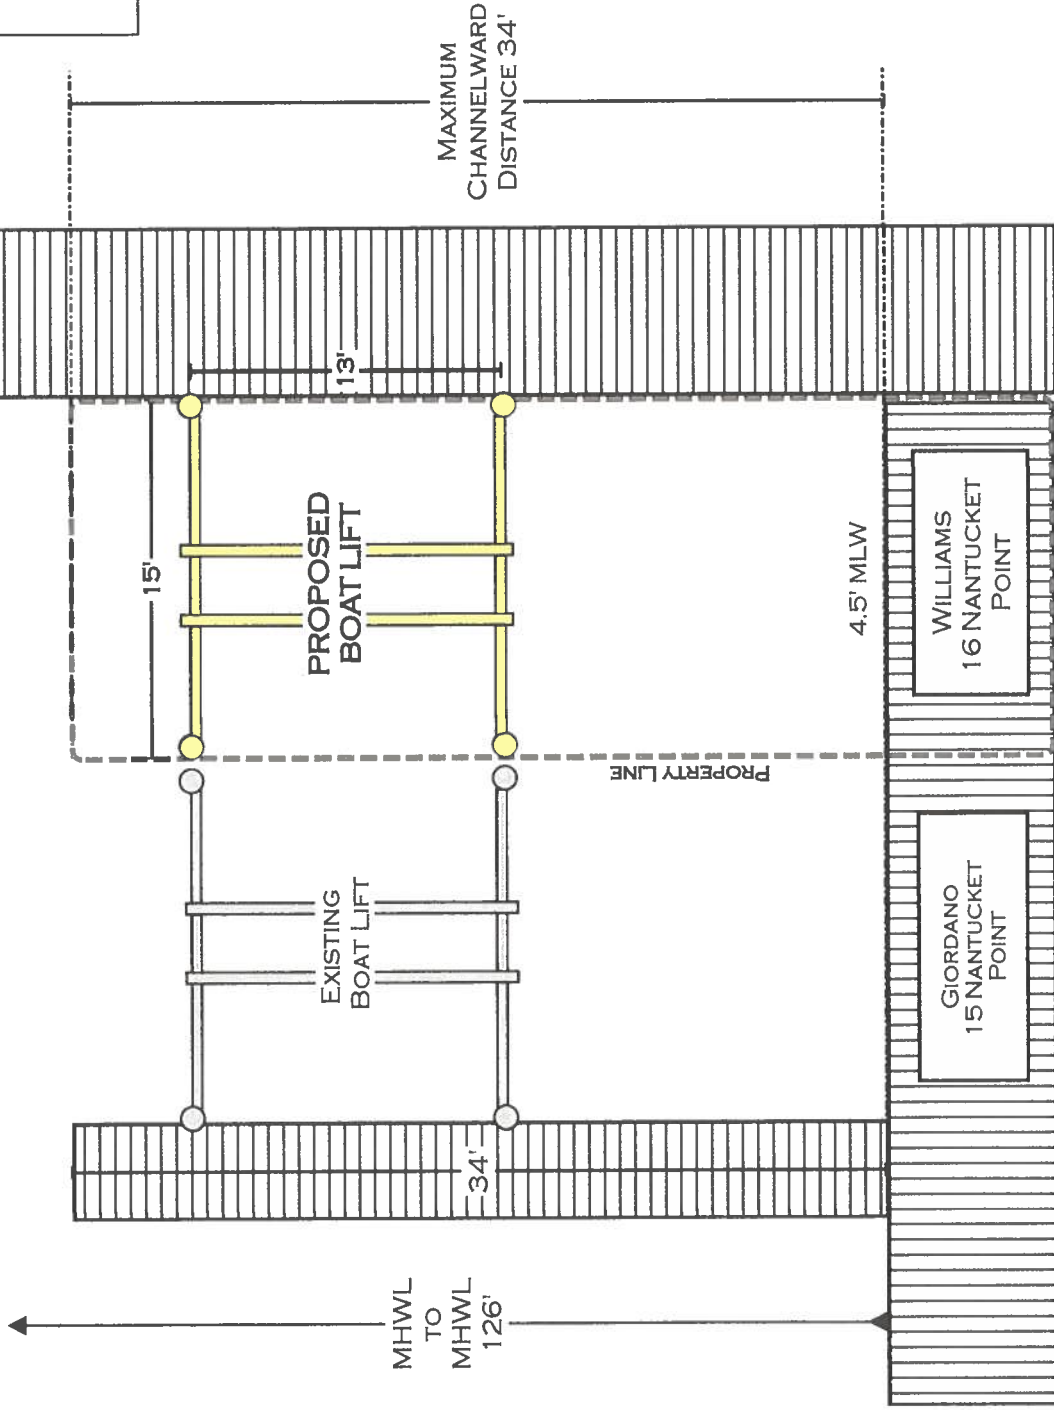 MAXIMUM
CHANNELWARD
DISTANCE 34'
13'
15'
PROPOSED
BOAT LIFT
4.5' MLW
WILLIAMS
16 NANTUCKET
POINT
PROPERTY LINE
EXISTING
BOAT LIFT
GIORDANO
15 NANTUCKET
POINT
34'
MHWL
TO
MHWL
126'